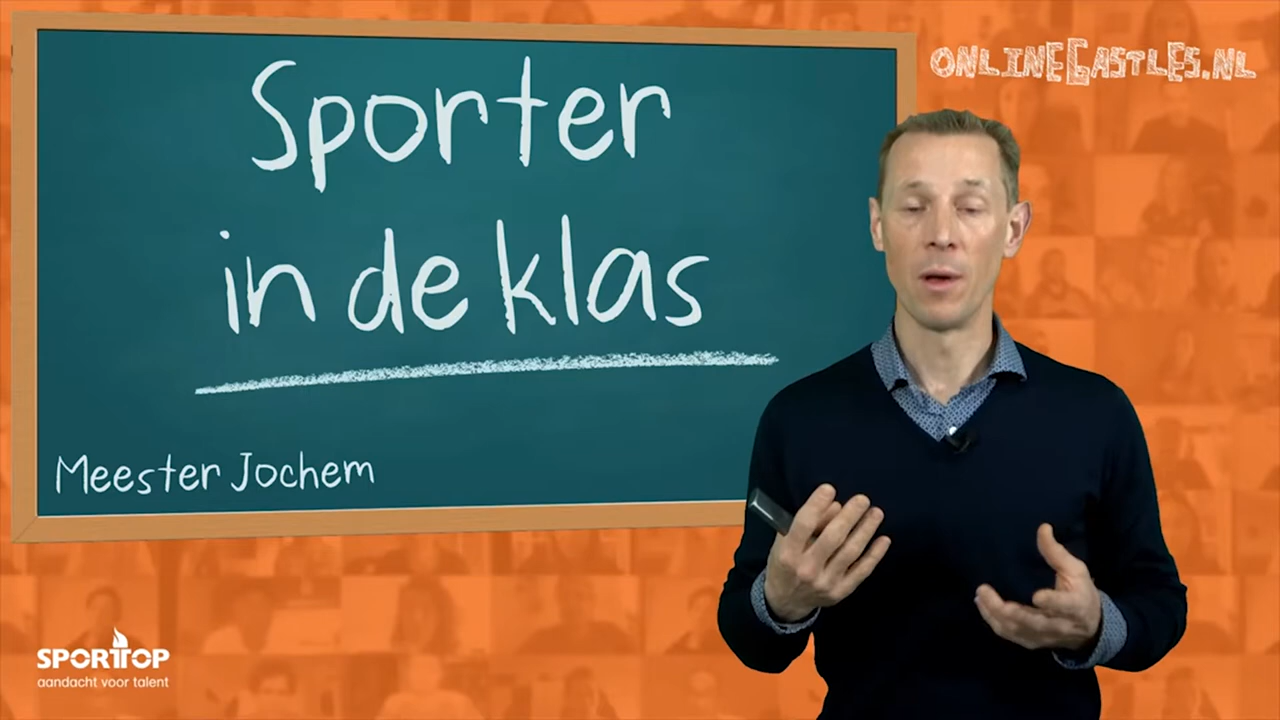 Sporter
in de klas
Meester Jochem
ONLINEGASTLES.NL
SPORTTOP
aandacht voor talent